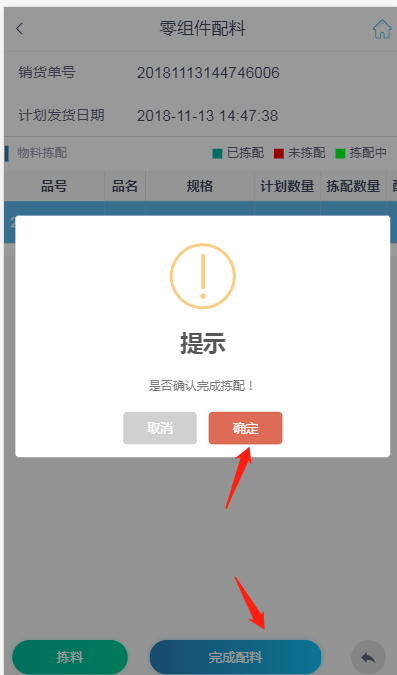 零组件配料
销货单号 20181113144746006
计划发货日期 2018-11-13 14:47:38
物料拣配 已拣配 未拣配 拣配中
品号 品名 规格 计划数量 拣配数量
提示
是否确认完成拣配！
取消 确定
拣料 完成配料